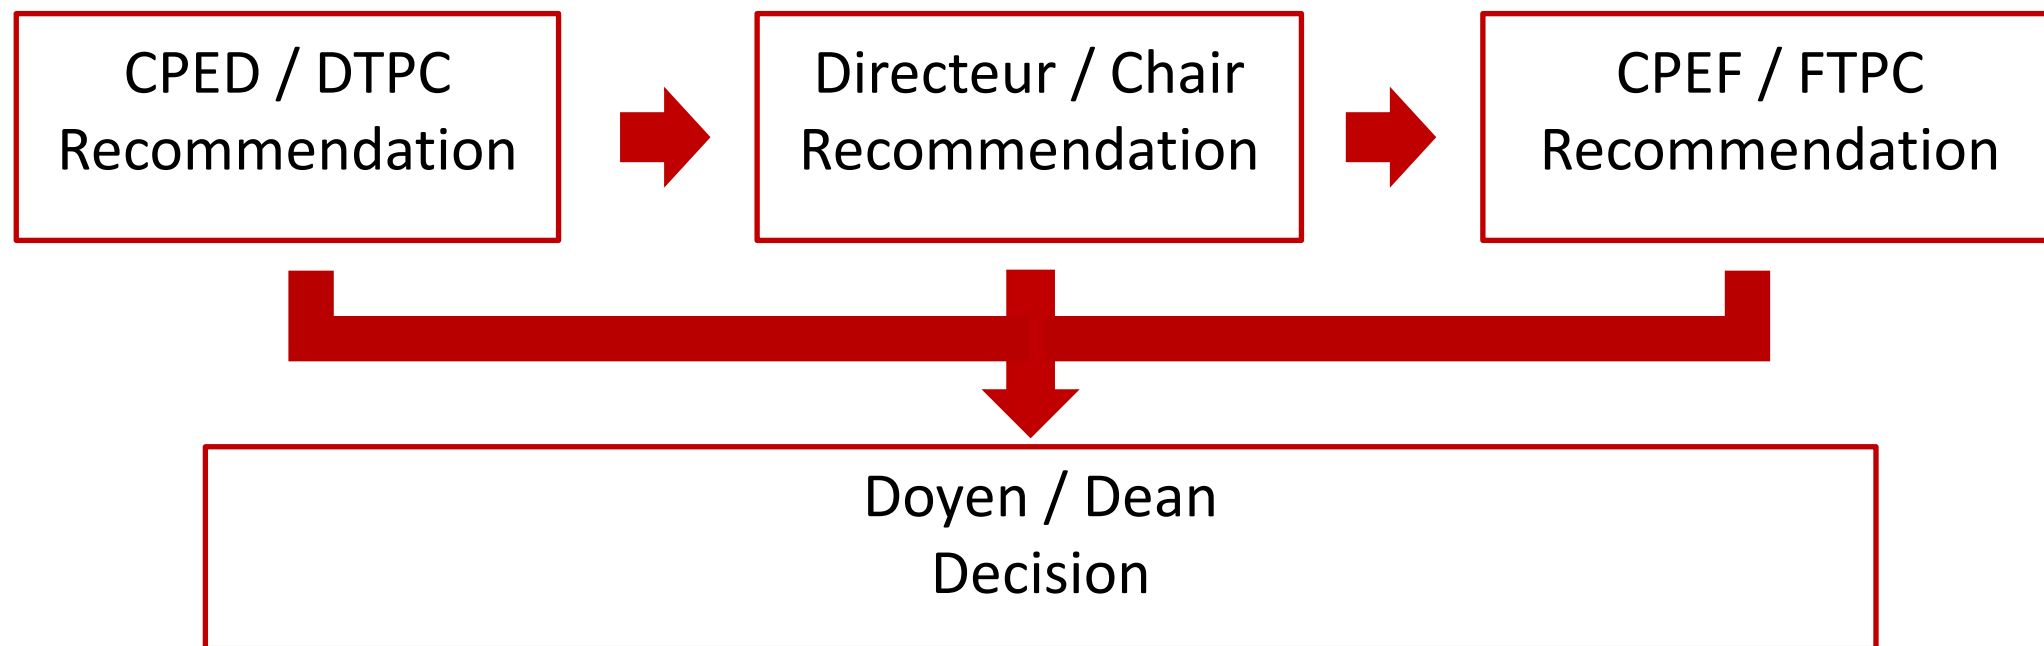 CPED / DTPC
Recommendation
Directeur / Chair
Recommendation
CPEF / FTPC
Recommendation
Doyen / Dean
Decision